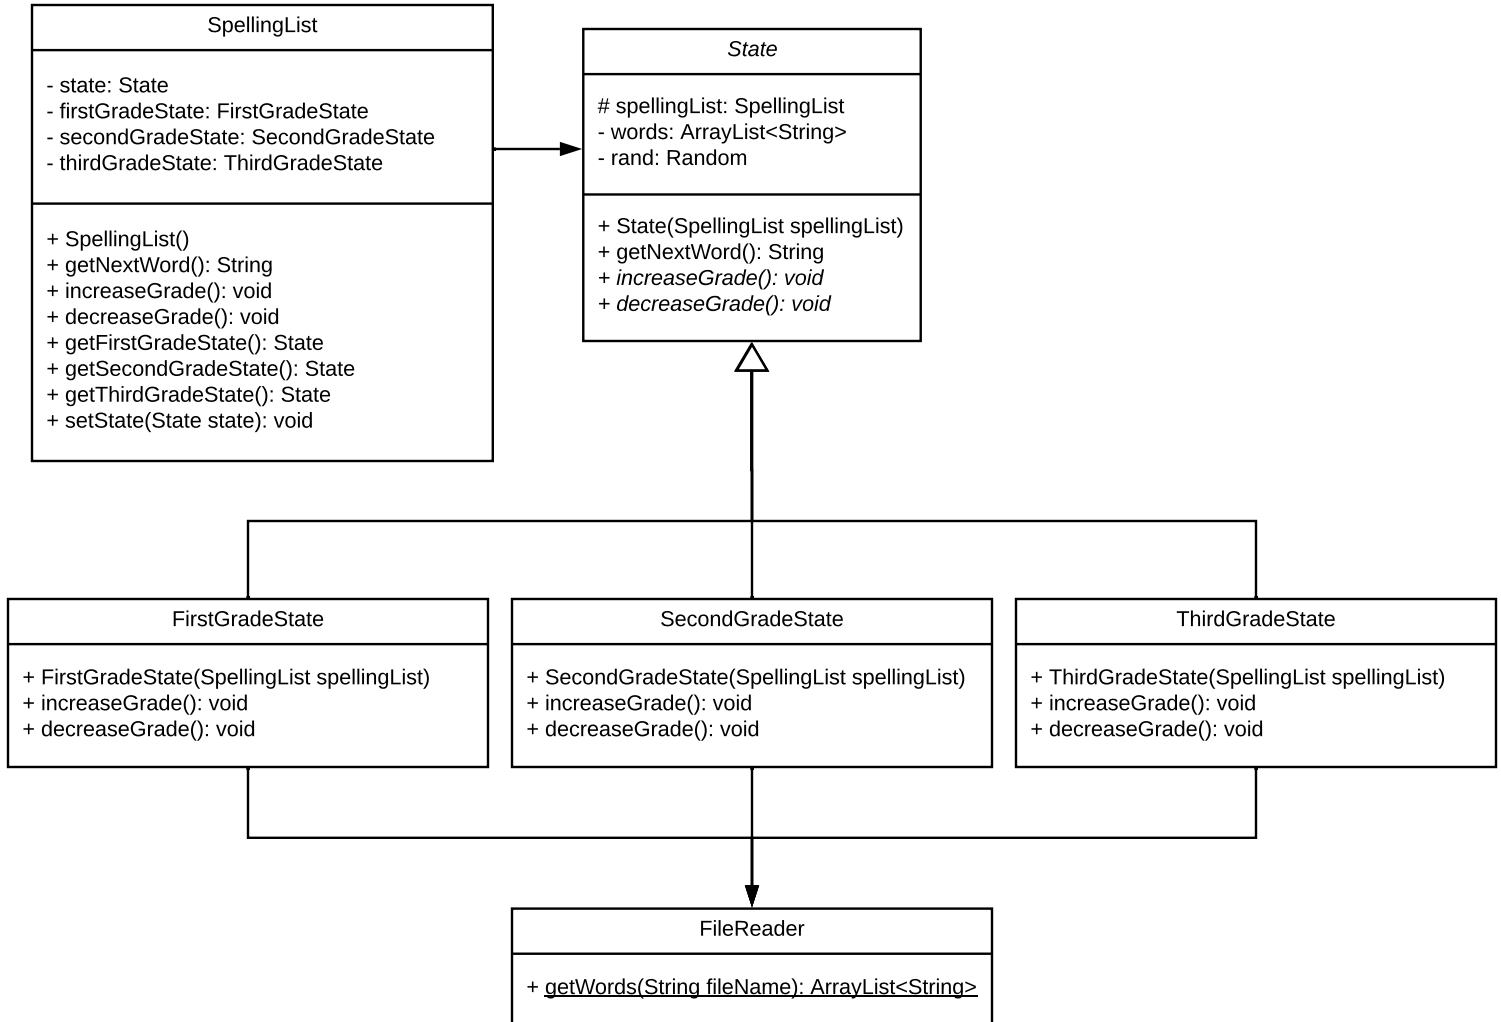 SpellingList
- state: State
- firstGradeState: FirstGradeState
- secondGradeState: SecondGradeState
- thirdGradeState: ThirdGradeState
+ SpellingList()
+ getNextWord(): String
+ increaseGrade(): void
+ decreaseGrade(): void
+ getFirstGradeState(): State
+ getSecondGradeState(): State
+ getThirdGradeState(): State
+ setState(State state): void
State
# spellingList: SpellingList
- words: ArrayList<String>
- rand: Random
+ State(SpellingList spellingList)
+ getNextWord(): String
+ increaseGrade(): void
+ decreaseGrade(): void
FirstGradeState
+ FirstGradeState(SpellingList spellingList)
+ increaseGrade(): void
+ decreaseGrade(): void
SecondGradeState
+ SecondGradeState(SpellingList spellingList)
+ increaseGrade(): void
+ decreaseGrade(): void
ThirdGradeState
+ ThirdGradeState(SpellingList spellingList)
+ increaseGrade(): void
+ decreaseGrade(): void
FileReader
+ getWords(String fileName): ArrayList<String>